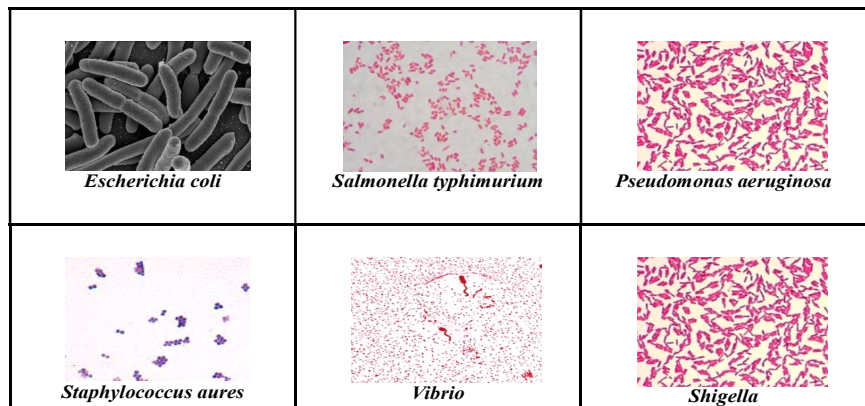 Escherichia coli
Salmonella typhimurium
Pseudomonas aeruginosa
Staphylococcus aures
Vibrio
Shigella